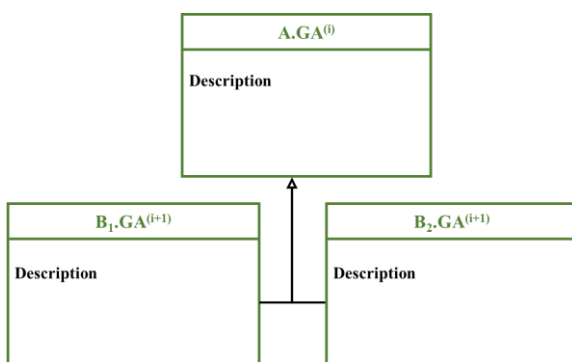 A.GA⁽ⁱ⁾
Description
B₁.GA⁽ⁱ⁺¹⁾
Description
B₂.GA⁽ⁱ⁺¹⁾
Description